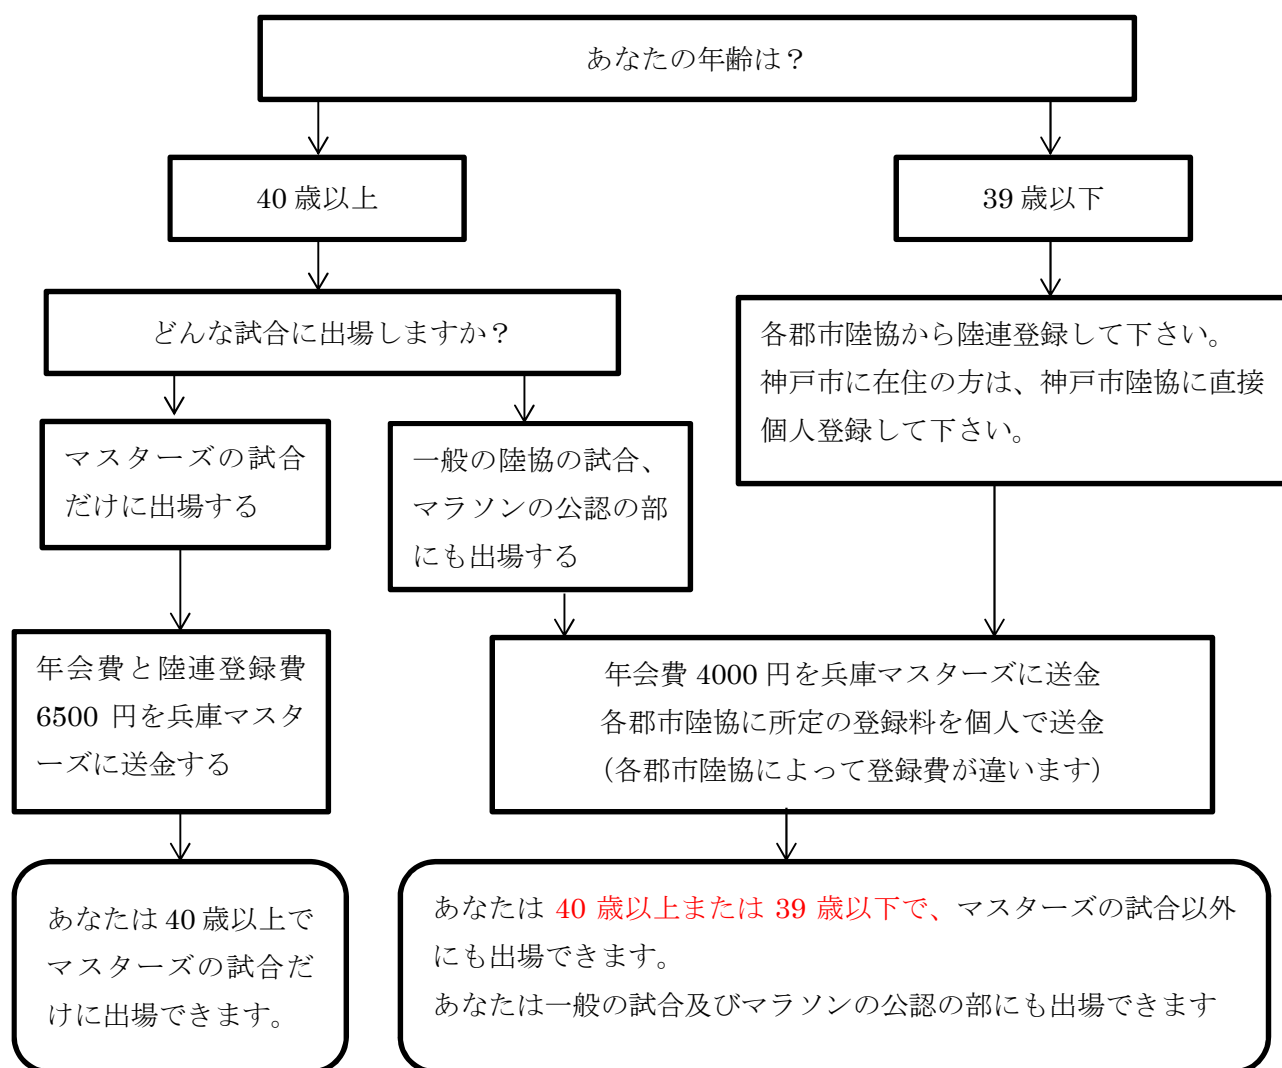 あなたの年齢は？
40 歳以上
39 歳以下
どんな試合に出場しますか？
各郡市陸協から陸連登録して下さい。
神戸市に在住の方は、神戸市陸協に直接
個人登録して下さい。
マスターズの試合
だけに出場する
一般の陸協の試合、
マラソンの公認の部
にも出場する
年会費と陸連登録費
6500 円を兵庫マスタ
ーズに送金する
年会費 4000 円を兵庫マスターズに送金
各郡市陸協に所定の登録料を個人で送金
（各郡市陸協によって登録費が違います）
あなたは 40 歳以上で
マスターズの試合だ
けに出場できます。
あなたは 40 歳以上または 39 歳以下で、マスターズの試合以外
にも出場できます。
あなたは一般の試合及びマラソンの公認の部にも出場できます